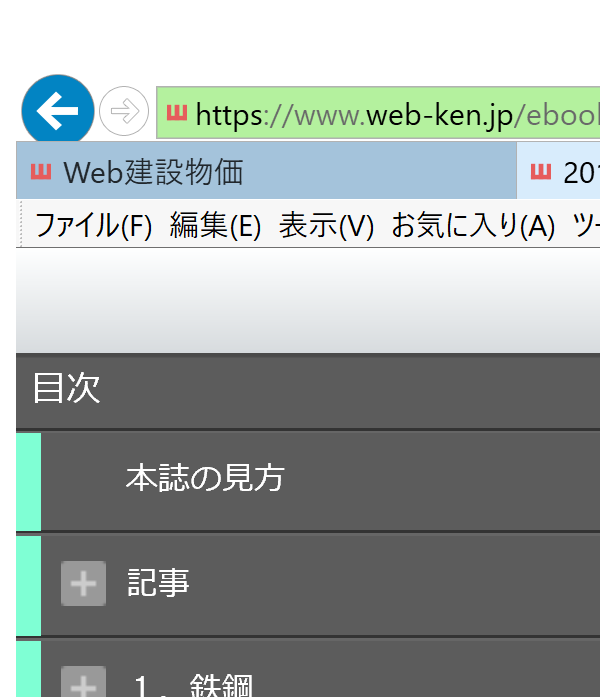 https://www.web-ken.jp/ebook
Web建設物価 201
ファイル(F) 編集(E) 表示(V) お気に入り(A) ツー
目次
本誌の見方
記事
１．鉄鋼